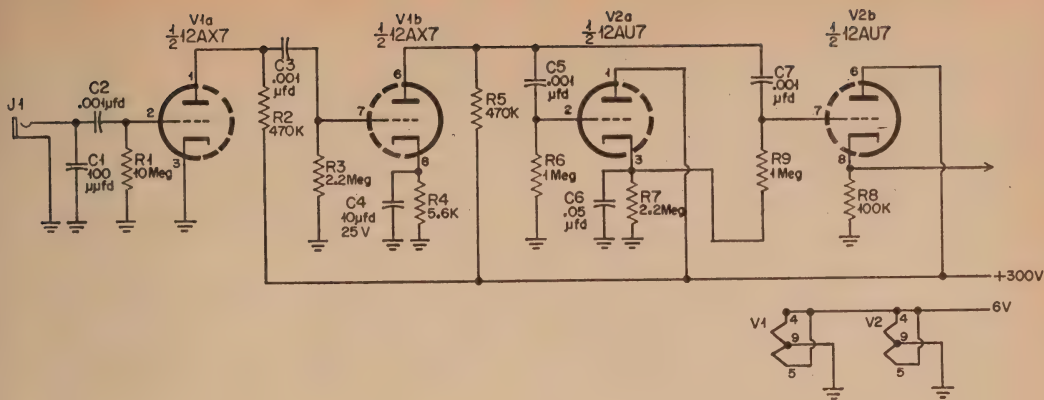 V1a
1/2 12AX7
V1b
1/2 12AX7
V2a
1/2 12AU7
V2b
1/2 12AU7
J1
C2
.001µfd
C1
100
µµfd
R1
10Meg
1
2
3
C3
.001
µfd
R2
470K
R3
2.2Meg
6
7
8
C4
10µfd
25V
R4
5.6K
R5
470K
C5
.001
µfd
R6
1Meg
1
2
3
C6
.05
µfd
R7
2.2Meg
C7
.001
µfd
R9
1Meg
6
7
8
R8
100K
+300V
6V
V1
4
9
5
V2
4
9
5